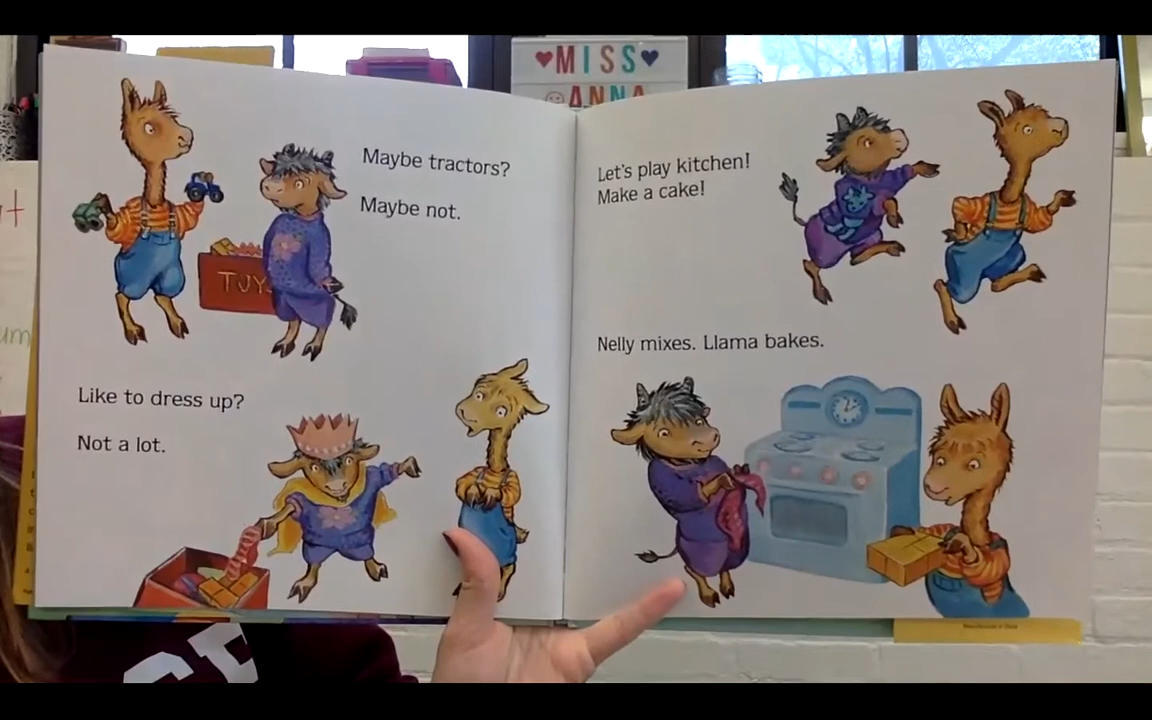 MISS
ANNA
Maybe tractors?
Maybe not.
TOYS
Like to dress up?
Not a lot.
Let's play kitchen!
Make a cake!
Nelly mixes. Llama bakes.